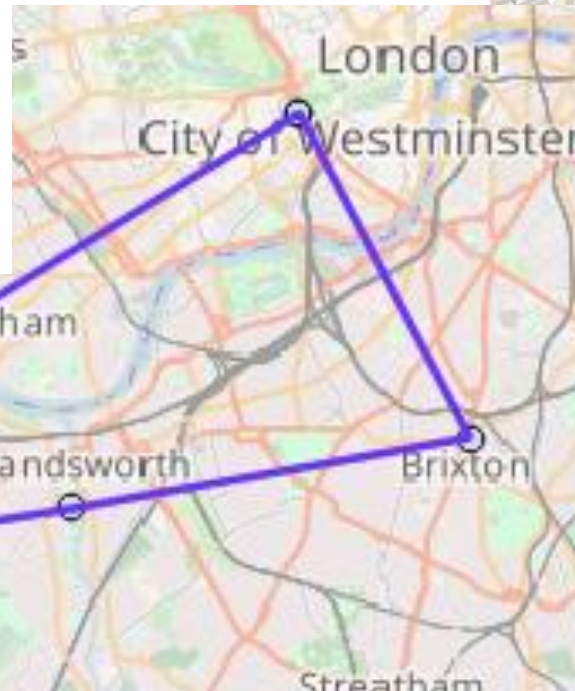 s
London
City of Westminster
ham
andsworth
Brixton
Streatham